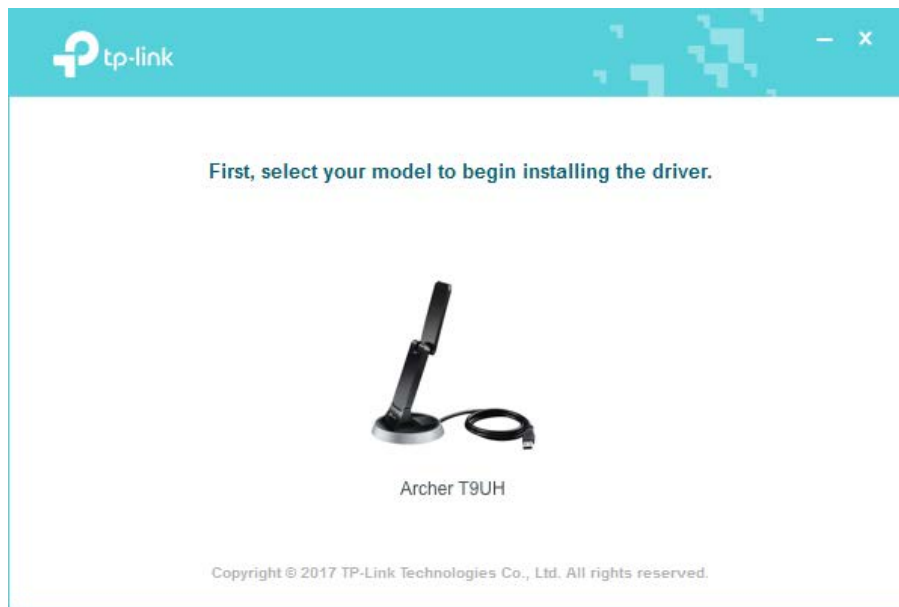 tp-link
First, select your model to begin installing the driver.
Archer T9UH
Copyright © 2017 TP-Link Technologies Co., Ltd. All rights reserved.